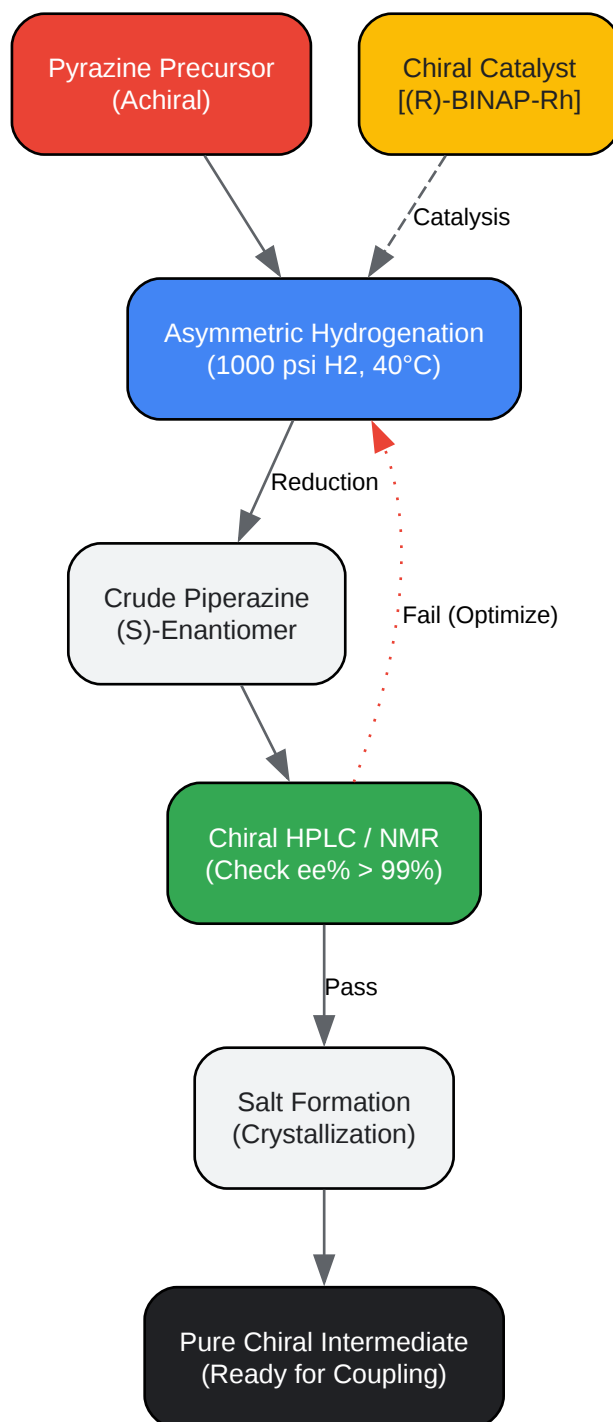 Pyrazine Precursor
(Achiral)
Chiral Catalyst
[(R)-BINAP-Rh]
Catalysis
Asymmetric Hydrogenation
(1000 psi H2, 40°C)
Reduction
Crude Piperazine
(S)-Enantiomer
Fail (Optimize)
Chiral HPLC / NMR
(Check ee% > 99%)
Pass
Salt Formation
(Crystallization)
Pure Chiral Intermediate
(Ready for Coupling)